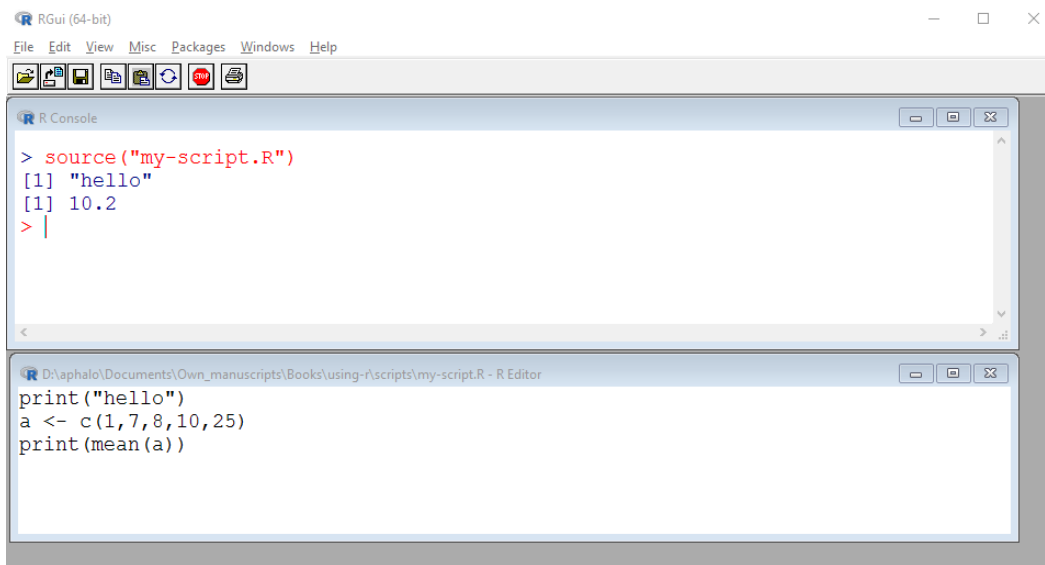 RGui (64-bit)
File Edit View Misc Packages Windows Help
STOP
R Console
> source("my-script.R")
[1] "hello"
[1] 10.2
>
D:\aphalo\Documents\Own_manuscripts\Books\using-r\scripts\my-script.R - R Editor
print("hello")
a <- c(1,7,8,10,25)
print(mean(a))